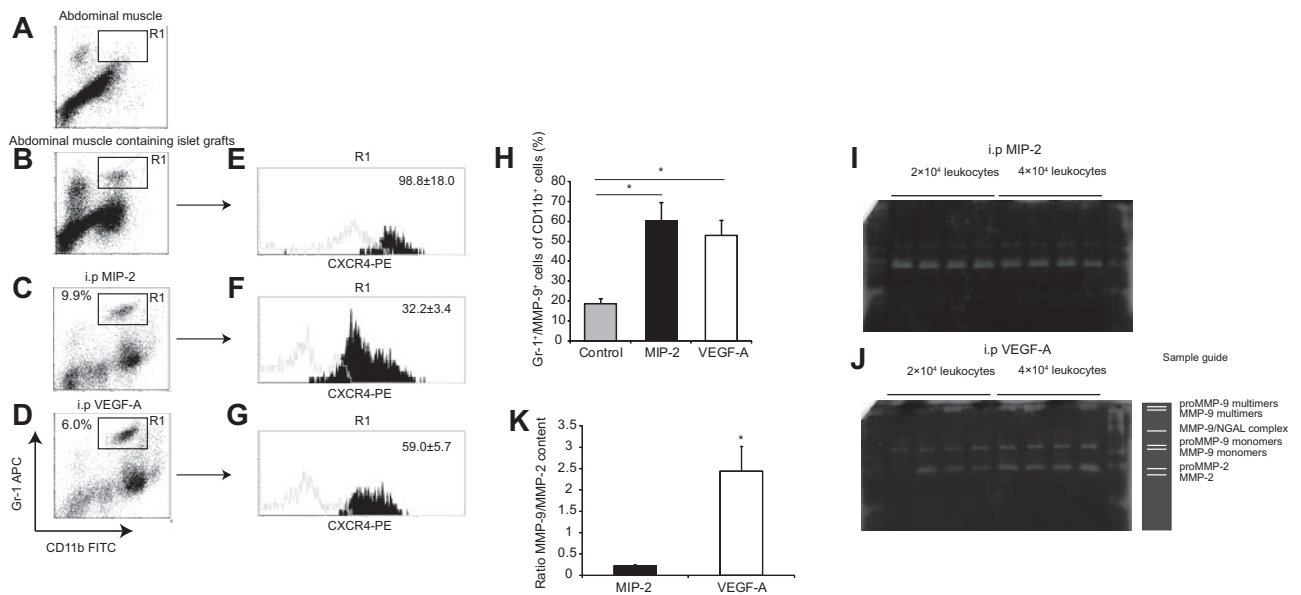 A
Abdominal muscle
R1
Abdominal muscle containing islet grafts
B
R1
E
R1
98.8±18.0
CXCR4-PE
C
i.p MIP-2
9.9%
R1
F
R1
32.2±3.4
CXCR4-PE
D
i.p VEGF-A
6.0%
R1
Gr-1 APC
CD11b FITC
G
R1
59.0±5.7
CXCR4-PE
H
Gr-1⁺/MMP-9⁺ cells of CD11b⁺ cells (%)
80
70
60
50
40
30
20
10
0
*
*
Control
MIP-2
VEGF-A
K
Ratio MMP-9/MMP-2 content
3.5
3
2.5
2
1.5
1
0.5
0
*
MIP-2
VEGF-A
I
i.p MIP-2
2×10⁴ leukocytes
4×10⁴ leukocytes
J
i.p VEGF-A
2×10⁴ leukocytes
4×10⁴ leukocytes
Sample guide
proMMP-9 multimers
MMP-9 multimers
MMP-9/NGAL complex
proMMP-9 monomers
MMP-9 monomers
proMMP-2
MMP-2